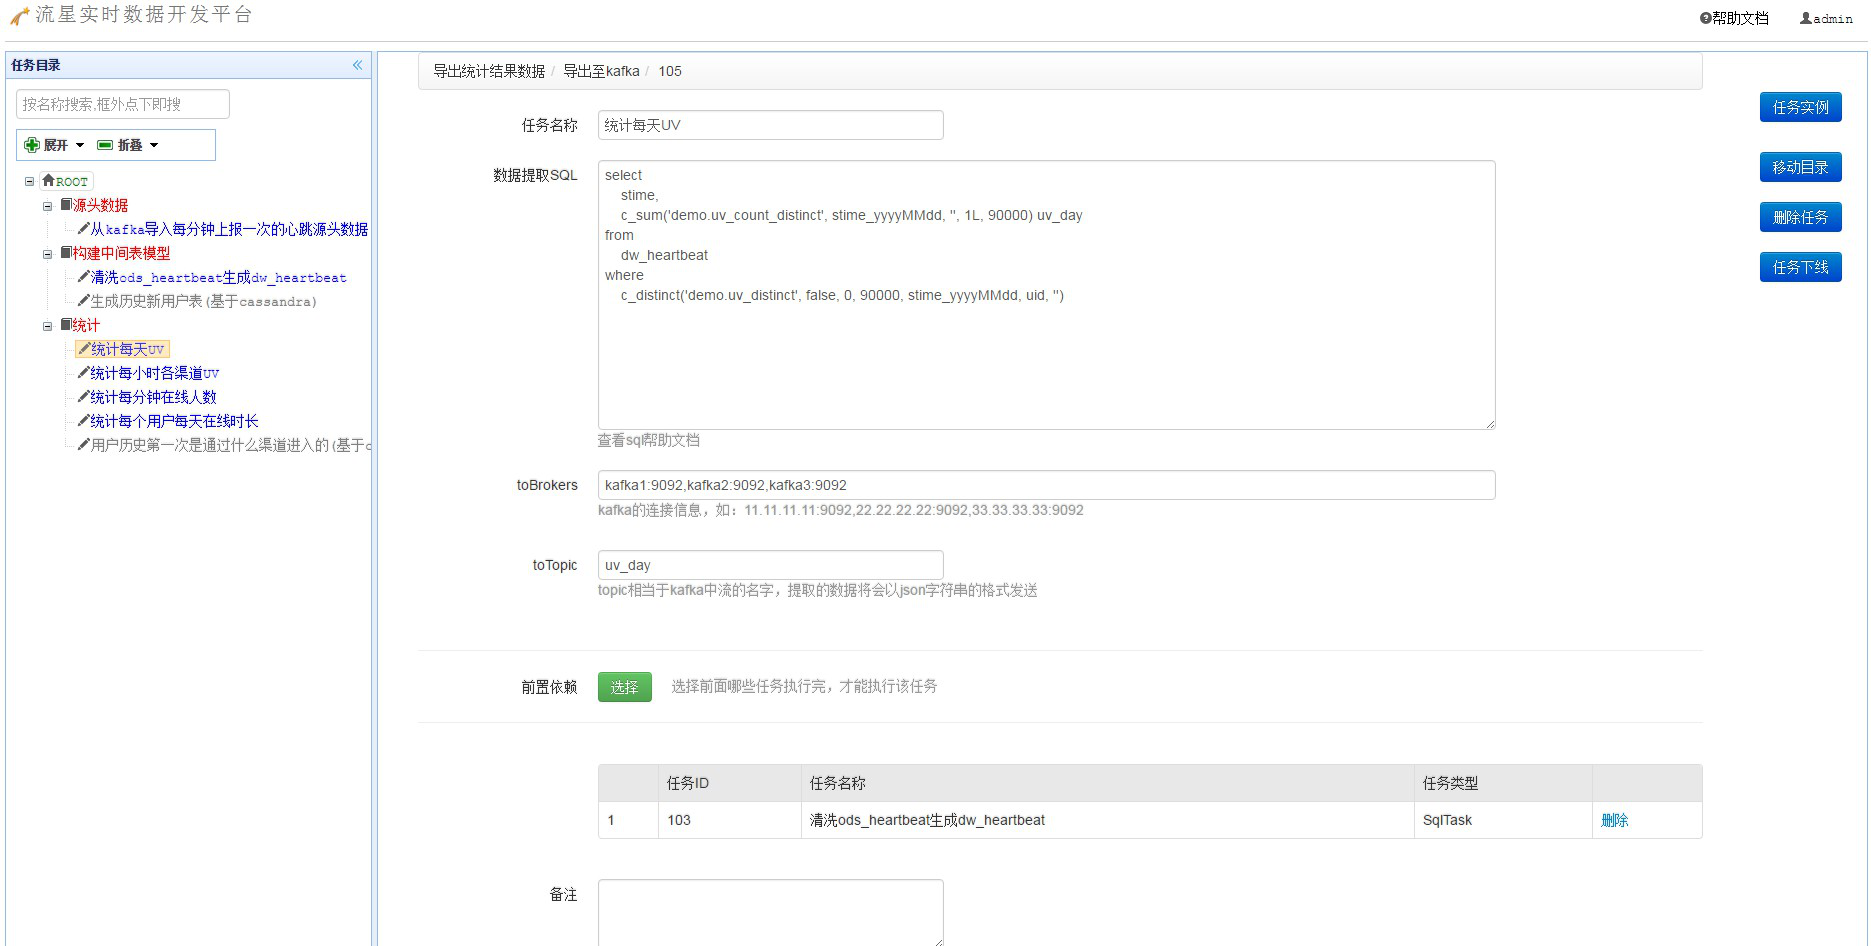 流星实时数据开发平台
帮助文档 admin
任务目录
按名称搜索,框外点下即搜
展开 折叠
ROOT
源头数据
从kafka导入每分钟上报一次的心跳源头数据
构建中间表模型
清洗ods_heartbeat生成dw_heartbeat
生成历史新用户表(基于cassandra)
统计
统计每天UV
统计每小时各渠道UV
统计每分钟在线人数
统计每个用户每天在线时长
用户历史第一次是通过什么渠道进入的(基于c
导出统计结果数据 / 导出至kafka / 105
任务名称 统计每天UV
数据提取SQL
select
stime,
c_sum('demo.uv_count_distinct', stime_yyyyMMdd, '', 1L, 90000) uv_day
from
dw_heartbeat
where
c_distinct('demo.uv_distinct', false, 0, 90000, stime_yyyyMMdd, uid, '')
查看sql帮助文档
toBrokers kafka1:9092,kafka2:9092,kafka3:9092
kafka的连接信息，如：11.11.11.11:9092,22.22.22.22:9092,33.33.33.33:9092
toTopic uv_day
topic相当于kafka中流的名字，提取的数据将会以json字符串的格式发送
前置依赖 选择 选择前面哪些任务执行完，才能执行该任务
任务ID 任务名称 任务类型
1 103 清洗ods_heartbeat生成dw_heartbeat SqlTask 删除
备注
任务实例
移动目录
删除任务
任务下线